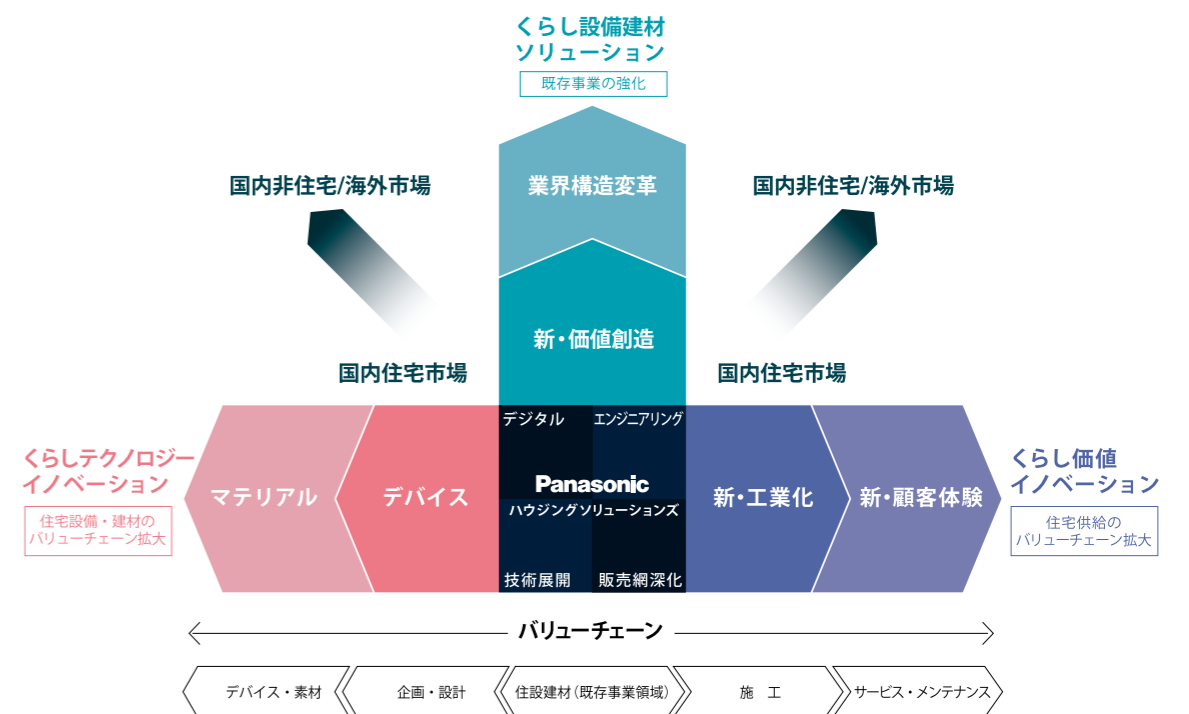 くらし設備建材
ソリューション
既存事業の強化
国内非住宅/海外市場
業界構造変革
国内非住宅/海外市場
新・価値創造
国内住宅市場
国内住宅市場
くらしテクノロジー
イノベーション
住宅設備・建材の
バリューチェーン拡大
マテリアル
デバイス
デジタル
エンジニアリング
Panasonic
ハウジングソリューションズ
技術展開
販売網深化
新・工業化
新・顧客体験
くらし価値
イノベーション
住宅供給の
バリューチェーン拡大
バリューチェーン
デバイス・素材
企画・設計
住設建材(既存事業領域)
施　工
サービス・メンテナンス